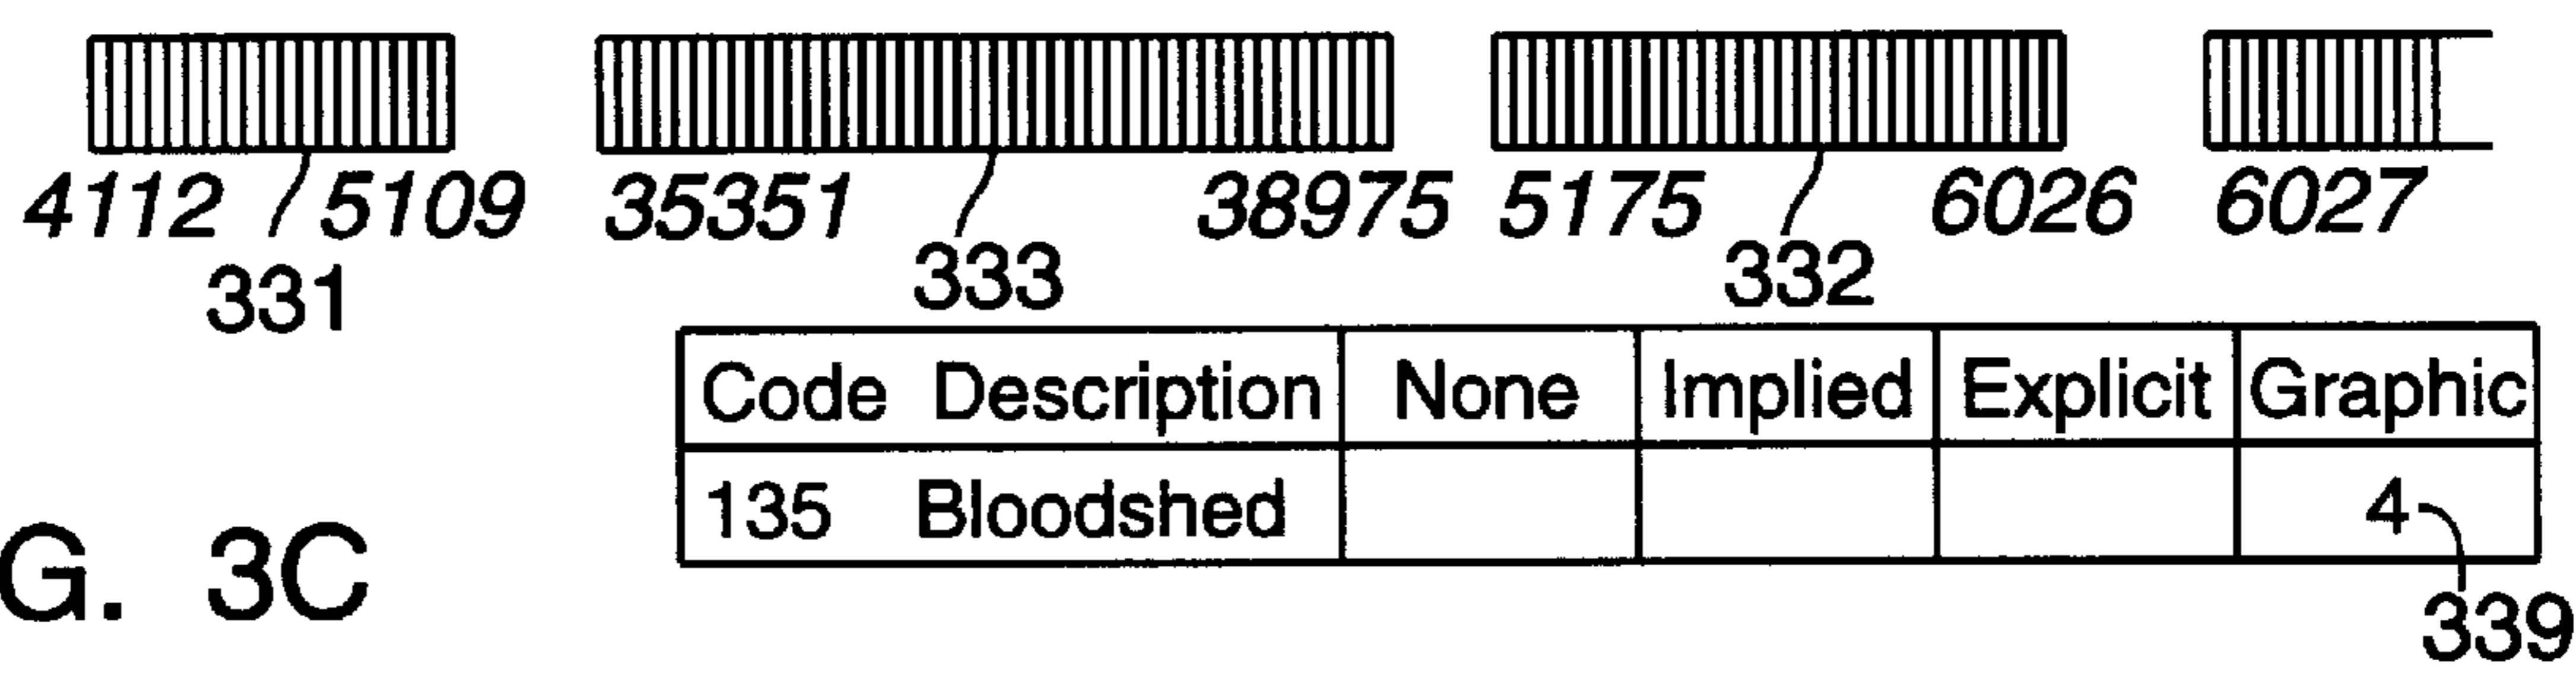 4112 5109 35351 38975 5175 6026 6027
331 333 332
Code Description None Implied Explicit Graphic
135 Bloodshed 4
G. 3C
339